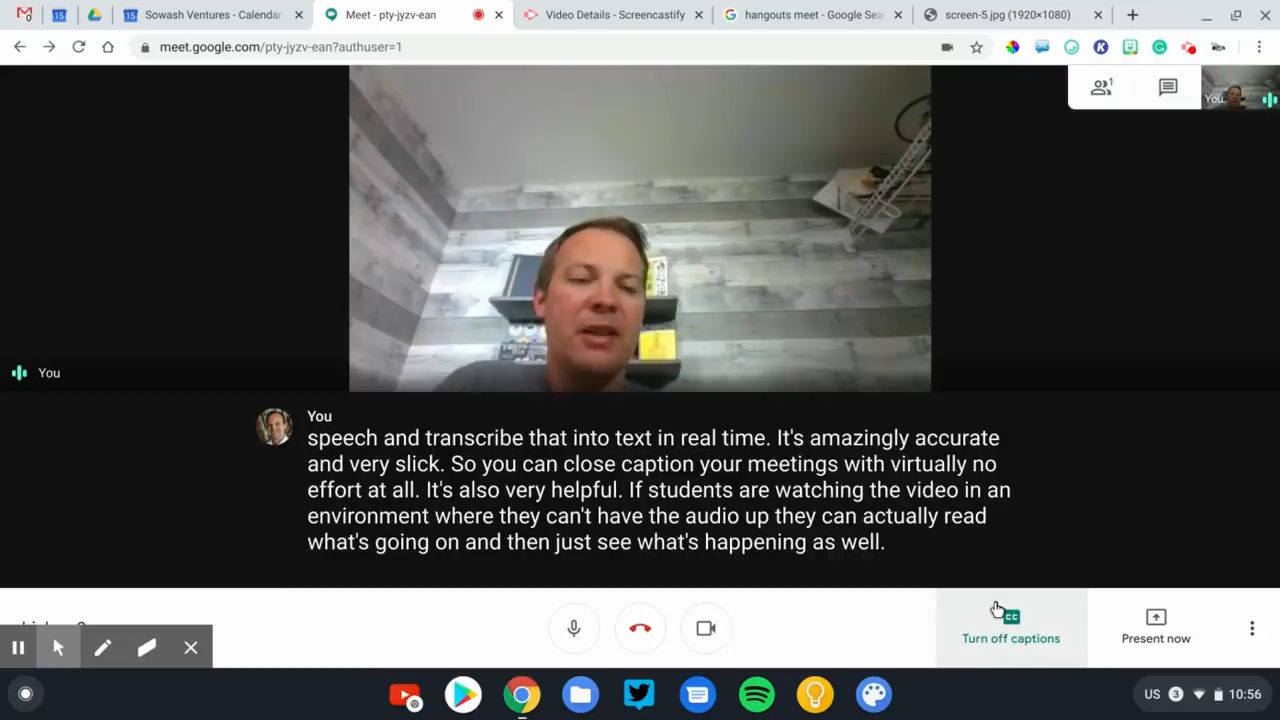 Sowash Ventures - Calendar
Meet - pty-jyzv-ean
Video Details - Screencastify
hangouts meet - Google Sea
screen-5.jpg (1920×1080)
meet.google.com/pty-jyzv-ean?authuser=1
1
You
You
You
speech and transcribe that into text in real time. It's amazingly accurate
and very slick. So you can close caption your meetings with virtually no
effort at all. It's also very helpful. If students are watching the video in an
environment where they can't have the audio up they can actually read
what's going on and then just see what's happening as well.
CC
Turn off captions
Present now
US 3 10:56